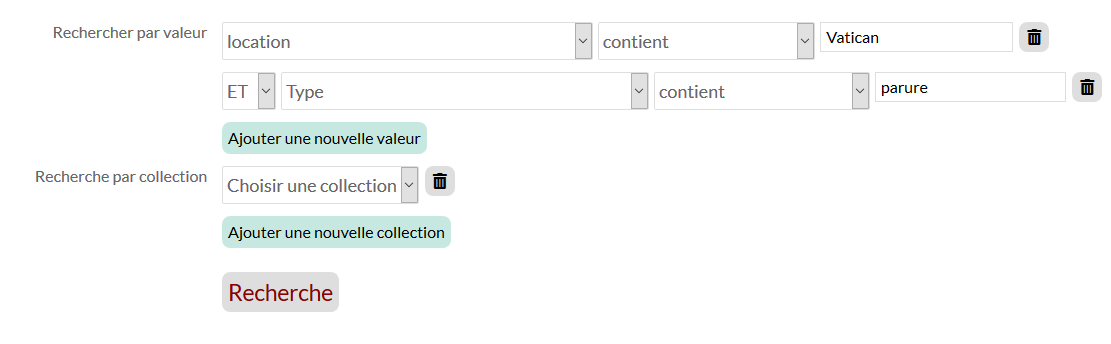 Rechercher par valeur location contient Vatican
ET Type contient parure
Ajouter une nouvelle valeur
Recherche par collection Choisir une collection
Ajouter une nouvelle collection
Recherche